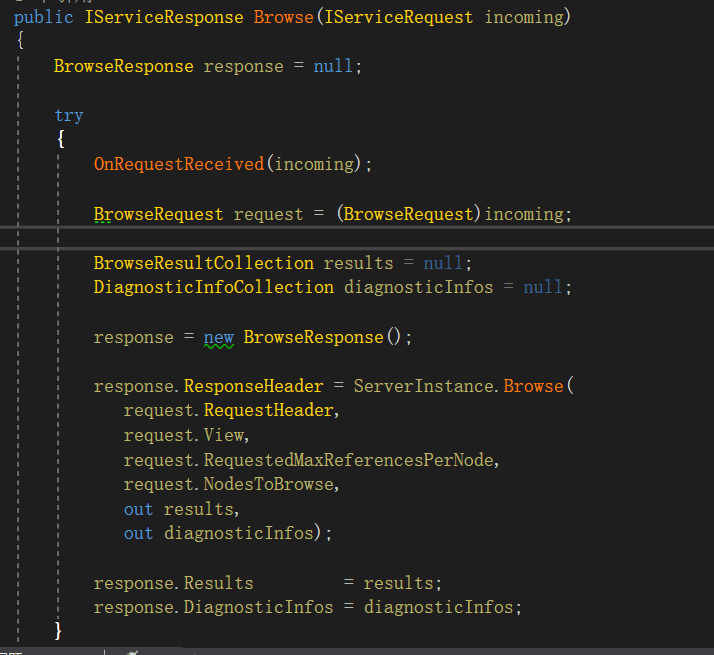 public IServiceResponse Browse(IServiceRequest incoming)
{
    BrowseResponse response = null;

    try
    {
        OnRequestReceived(incoming);

        BrowseRequest request = (BrowseRequest)incoming;

        BrowseResultCollection results = null;
        DiagnosticInfoCollection diagnosticInfos = null;

        response = new BrowseResponse();

        response.ResponseHeader = ServerInstance.Browse(
           request.RequestHeader,
           request.View,
           request.RequestedMaxReferencesPerNode,
           request.NodesToBrowse,
           out results,
           out diagnosticInfos);

        response.Results         = results;
        response.DiagnosticInfos = diagnosticInfos;
    }